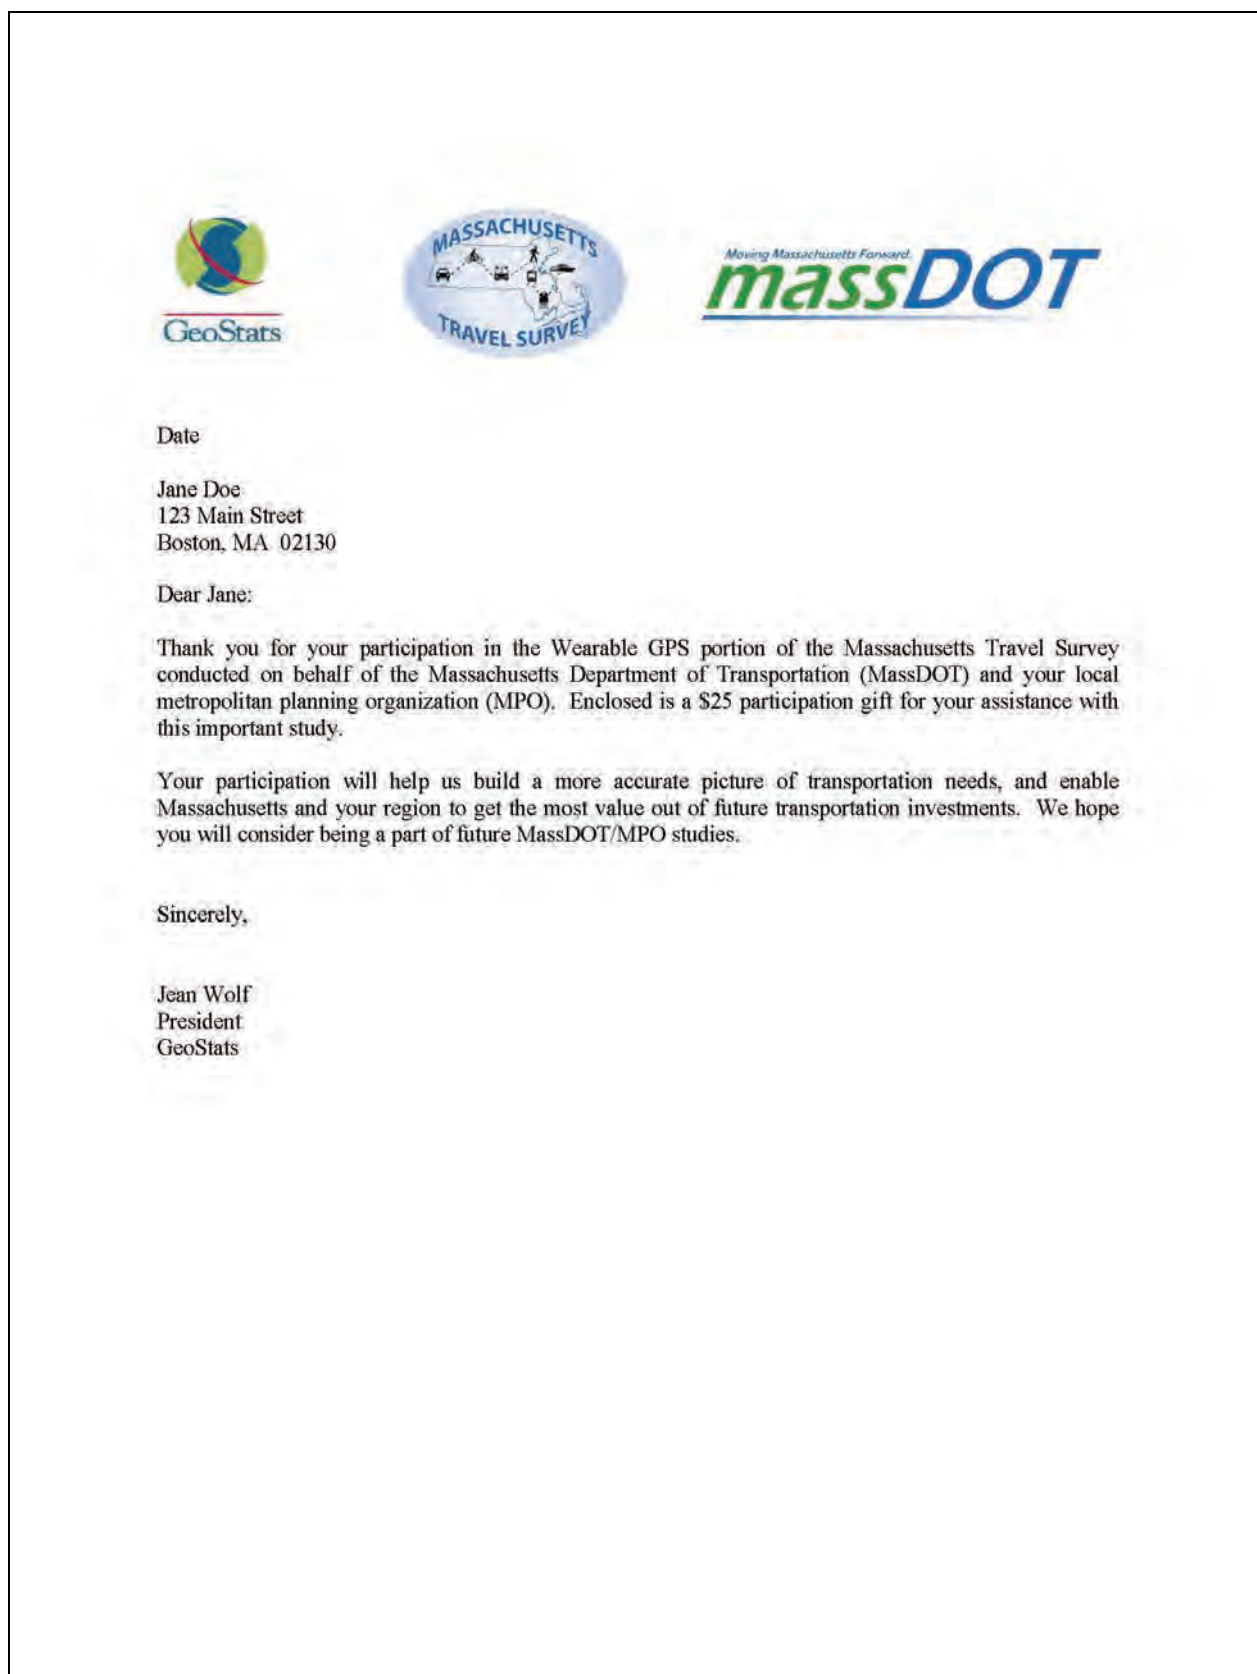 GeoStats
MASSACHUSETTS
TRAVEL SURVEY
Moving Massachusetts Forward.
massDOT
Date
Jane Doe
123 Main Street
Boston, MA  02130
Dear Jane:
Thank you for your participation in the Wearable GPS portion of the Massachusetts Travel Survey
conducted on behalf of the Massachusetts Department of Transportation (MassDOT) and your local
metropolitan planning organization (MPO).  Enclosed is a $25 participation gift for your assistance with
this important study.
Your participation will help us build a more accurate picture of transportation needs, and enable
Massachusetts and your region to get the most value out of future transportation investments.  We hope
you will consider being a part of future MassDOT/MPO studies.
Sincerely,
Jean Wolf
President
GeoStats